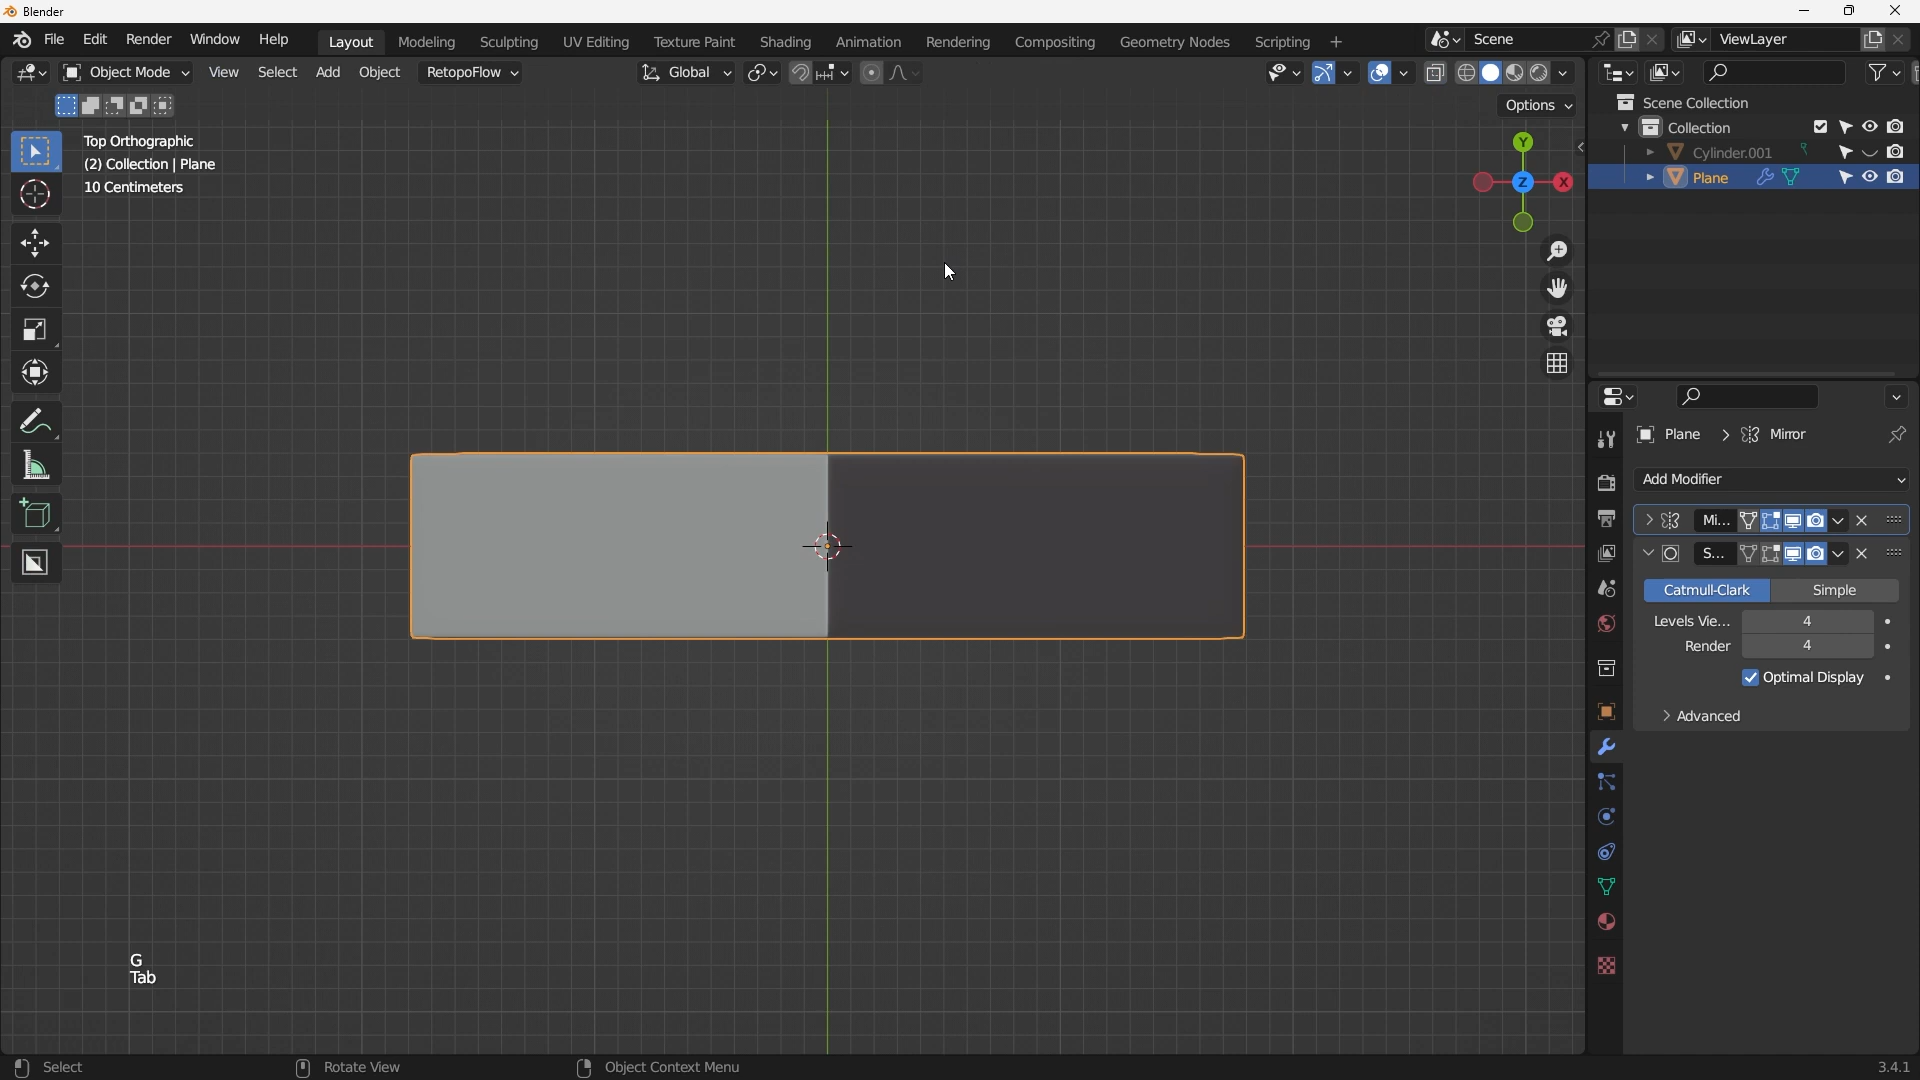 Blender
File Edit Render Window Help Layout Modeling Sculpting UV Editing Texture Paint Shading Animation Rendering Compositing Geometry Nodes Scripting + Scene ViewLayer
Object Mode View Select Add Object RetopoFlow Global
Options
Top Orthographic
(2) Collection | Plane
10 Centimeters
Y
Z
X
Scene Collection
Collection
Cylinder.001
Plane
Plane > Mirror
Add Modifier
Mi...
S...
Catmull-Clark Simple
Levels Vie... 4
Render 4
Optimal Display
Advanced
G
Tab
Select Rotate View Object Context Menu 3.4.1